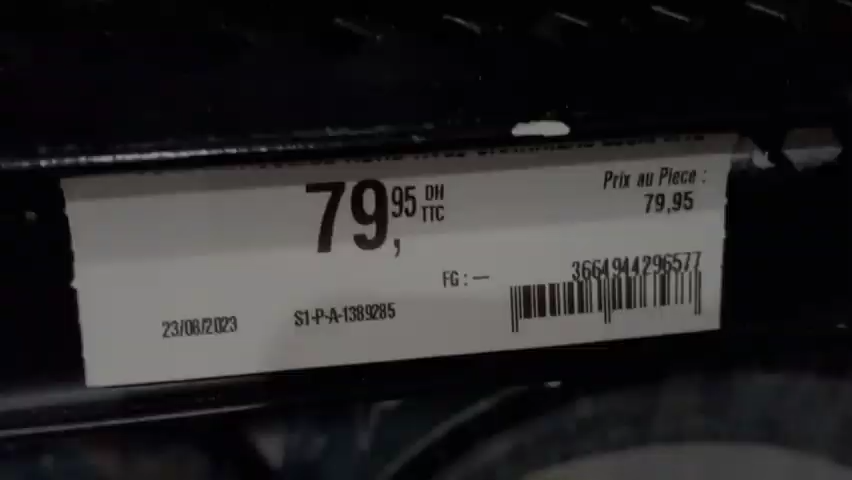 79,95 DH TTC
Prix au Piece :
79,95
FG : —
3664944296577
23/08/2023
S1-P-A-1389285